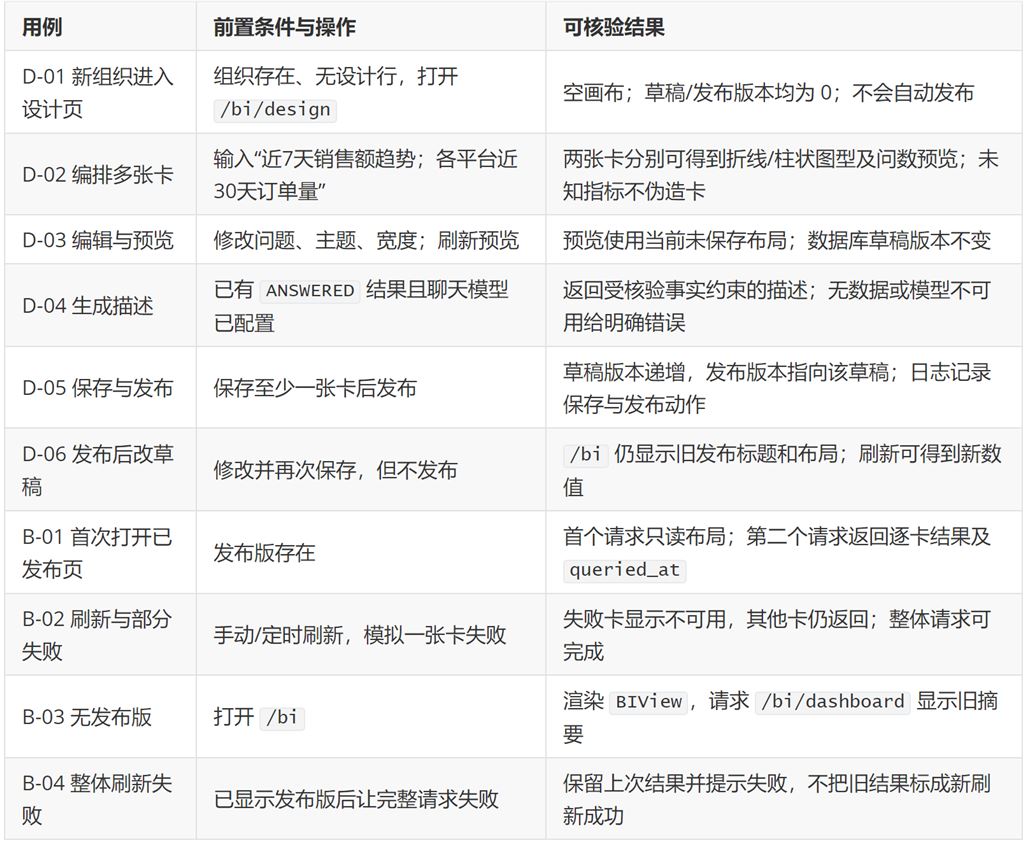 用例 前置条件与操作 可核验结果
D-01 新组织进入
设计页
组织存在、无设计行，打开
/bi/design
空画布；草稿/发布版本均为 0；不会自动发布
D-02 编排多张卡
输入“近7天销售额趋势；各平台近
30天订单量”
两张卡分别可得到折线/柱状图型及问数预览；未
知指标不伪造卡
D-03 编辑与预览
修改问题、主题、宽度；刷新预览
预览使用当前未保存布局；数据库草稿版本不变
D-04 生成描述
已有 ANSWERED 结果且聊天模型
已配置
返回受核验事实约束的描述；无数据或模型不可
用给明确错误
D-05 保存与发布
保存至少一张卡后发布
草稿版本递增，发布版本指向该草稿；日志记录
保存与发布动作
D-06 发布后改草
稿
修改并再次保存，但不发布
/bi 仍显示旧发布标题和布局；刷新可得到新数
值
B-01 首次打开已
发布页
发布版存在
首个请求只读布局；第二个请求返回逐卡结果及
queried_at
B-02 刷新与部分
失败
手动/定时刷新，模拟一张卡失败
失败卡显示不可用，其他卡仍返回；整体请求可
完成
B-03 无发布版
打开 /bi
渲染 BIView，请求 /bi/dashboard 显示旧摘
要
B-04 整体刷新失
败
已显示发布版后让完整请求失败
保留上次结果并提示失败，不把旧结果标成新刷
新成功